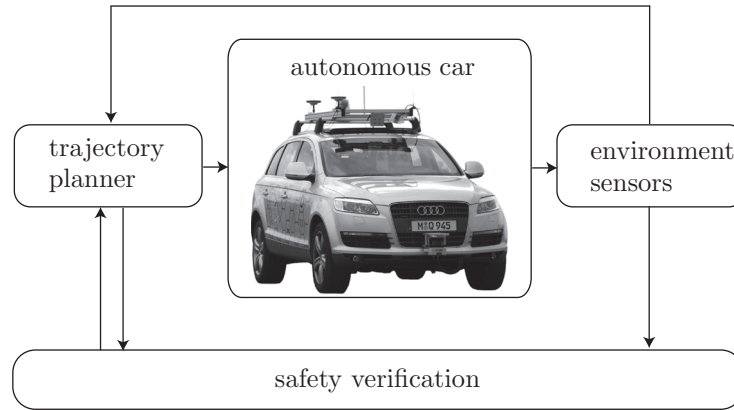 autonomous car
trajectory
planner
environment
sensors
M Q 945
safety verification